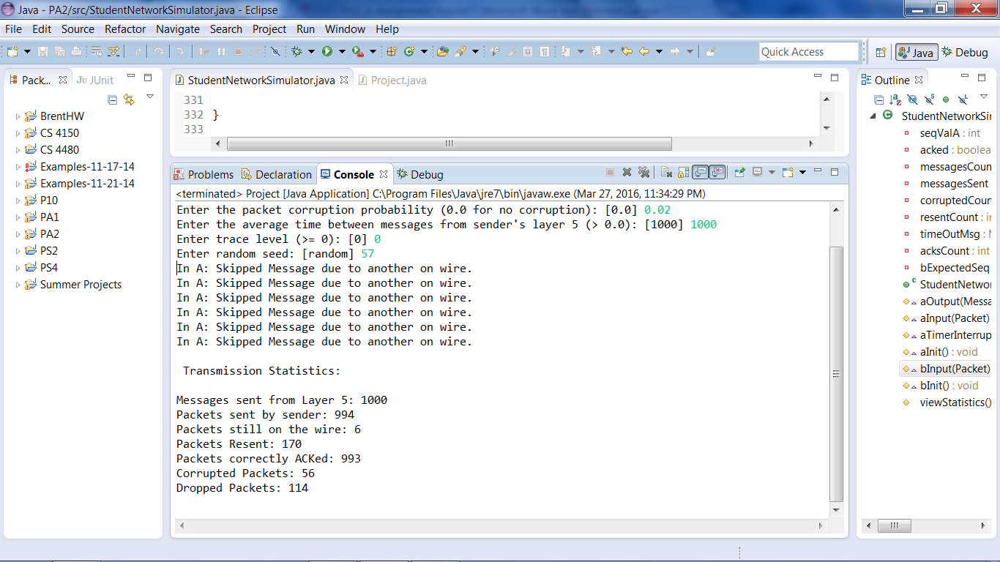 Java - PA2/src/StudentNetworkSimulator.java - Eclipse
File Edit Source Refactor Navigate Search Project Run Window Help
Quick Access
Java
Debug
Pack...
JUnit
BrentHW
CS 4150
CS 4480
Examples-11-17-14
Examples-11-21-14
P10
PA1
PA2
PS2
PS4
Summer Projects
StudentNetworkSimulator.java
Project.java
331
332 }
333
Problems
Declaration
Console
Debug
<terminated> Project [Java Application] C:\Program Files\Java\jre7\bin\javaw.exe (Mar 27, 2016, 11:34:29 PM)
Enter the packet corruption probability (0.0 for no corruption): [0.0] 0.02
Enter the average time between messages from sender's layer 5 (> 0.0): [1000] 1000
Enter trace level (>= 0): [0] 0
Enter random seed: [random] 57
In A: Skipped Message due to another on wire.
In A: Skipped Message due to another on wire.
In A: Skipped Message due to another on wire.
In A: Skipped Message due to another on wire.
In A: Skipped Message due to another on wire.
In A: Skipped Message due to another on wire.
Transmission Statistics:
Messages sent from Layer 5: 1000
Packets sent by sender: 994
Packets still on the wire: 6
Packets Resent: 170
Packets correctly ACKed: 993
Corrupted Packets: 56
Dropped Packets: 114
Outline
StudentNetworkSi
seqValA : int
acked : boolea
messagesCoun
messagesSent
corruptedCoun
resentCount : i
timeOutMsg : M
acksCount : int
bExpectedSeq
StudentNetwor
aOutput(Messa
aInput(Packet)
aTimerInterrup
aInit() : void
bInput(Packet)
bInit() : void
viewStatistics()